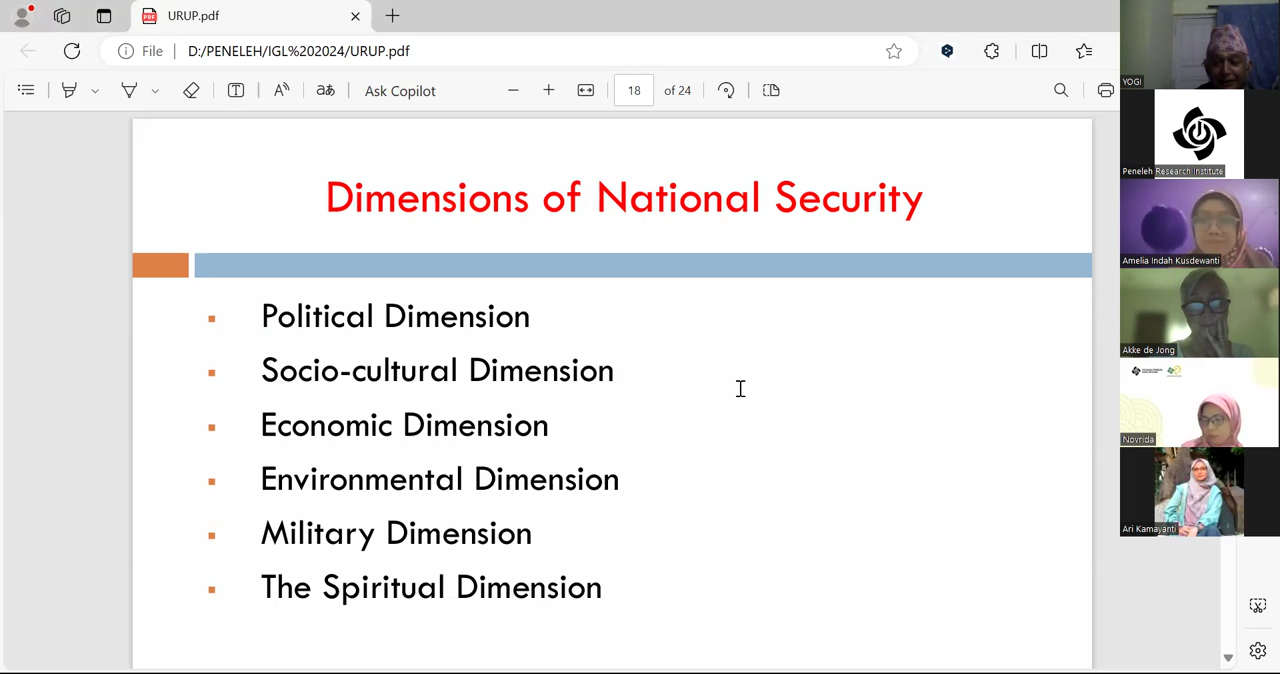 URUP.pdf
File
D:/PENELEH/IGL%202024/URUP.pdf
Ask Copilot
18 of 24
Dimensions of National Security
Political Dimension
Socio-cultural Dimension
Economic Dimension
Environmental Dimension
Military Dimension
The Spiritual Dimension
YOGI
Peneleh Research Institute
Amelia Indah Kusdewanti
Akke de Jong
Novrida
Ari Kamayanti